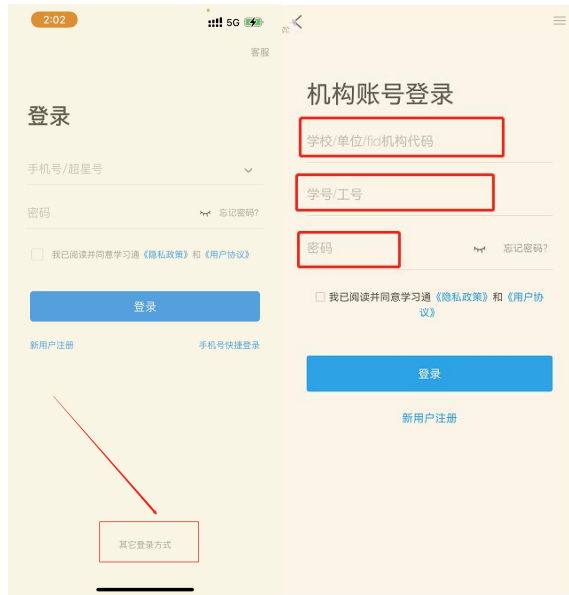 2:02
5G
客服
登录
手机号/超星号
密码
忘记密码?
我已阅读并同意学习通《隐私政策》和《用户协议》
登录
新用户注册
手机号快捷登录
其它登录方式
机构账号登录
学校/单位/fid机构代码
学号/工号
密码
忘记密码?
我已阅读并同意学习通《隐私政策》和《用户协
议》
登录
新用户注册